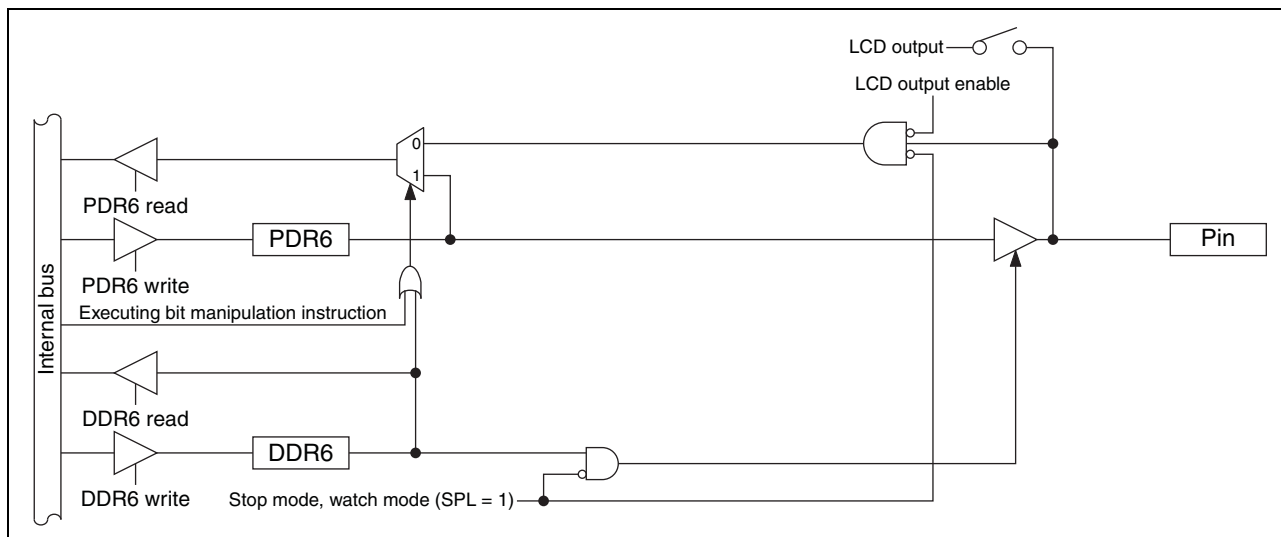 LCD output
LCD output enable
0
1
PDR6 read
PDR6
Pin
PDR6 write
Executing bit manipulation instruction
Internal bus
DDR6 read
DDR6
DDR6 write
Stop mode, watch mode (SPL = 1)